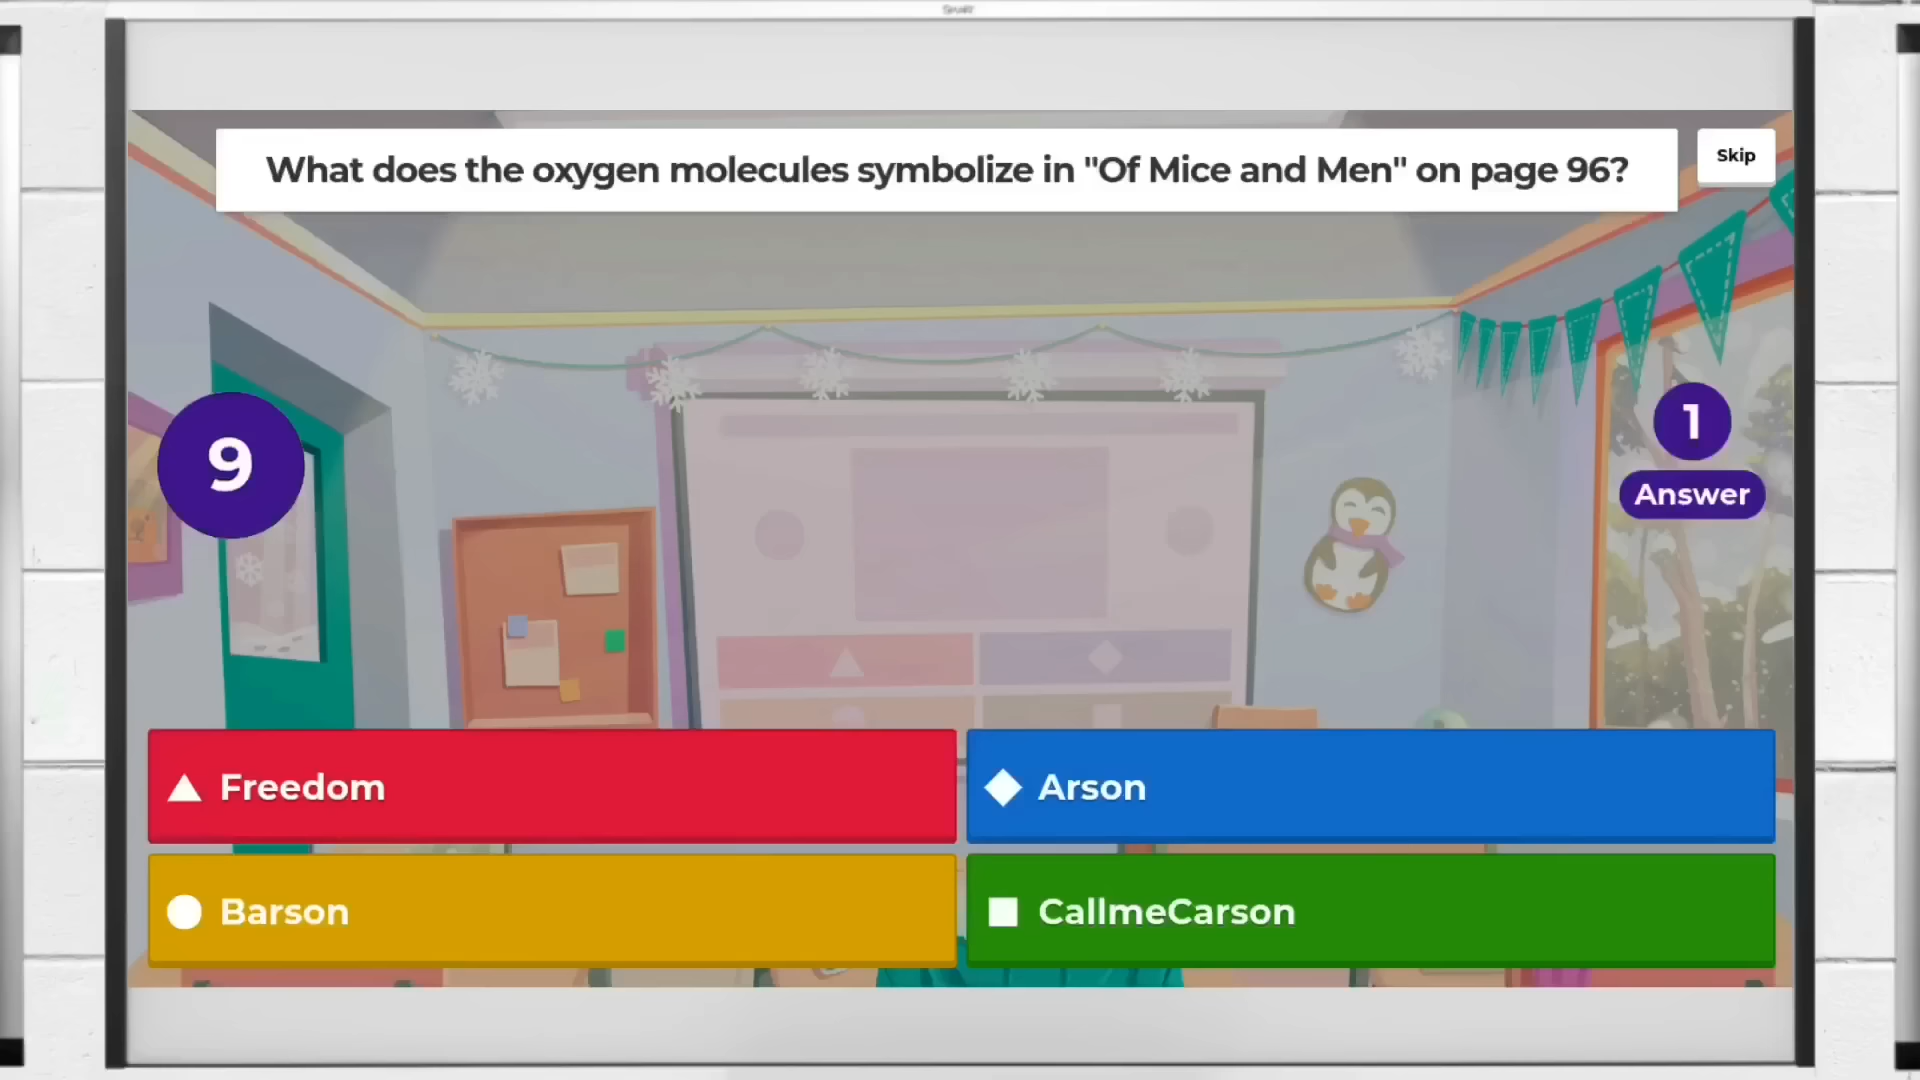 What does the oxygen molecules symbolize in "Of Mice and Men" on page 96?
Skip
9
1
Answer
Freedom
Arson
Barson
CallmeCarson